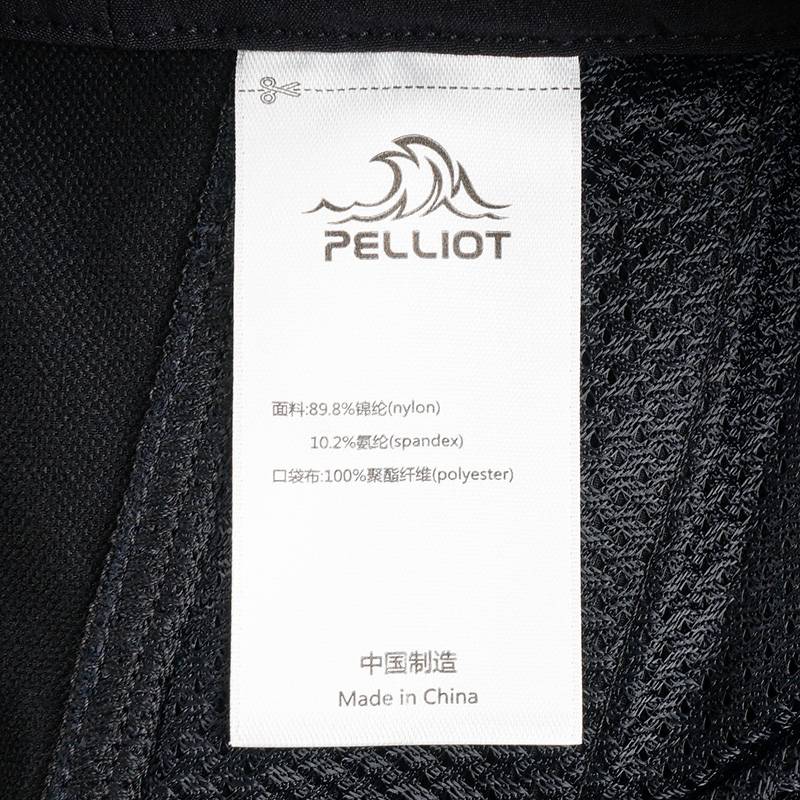 PELLIOT
面料:89.8%锦纶(nylon)
10.2%氨纶(spandex)
口袋布:100%聚酯纤维(polyester)
中国制造
Made in China